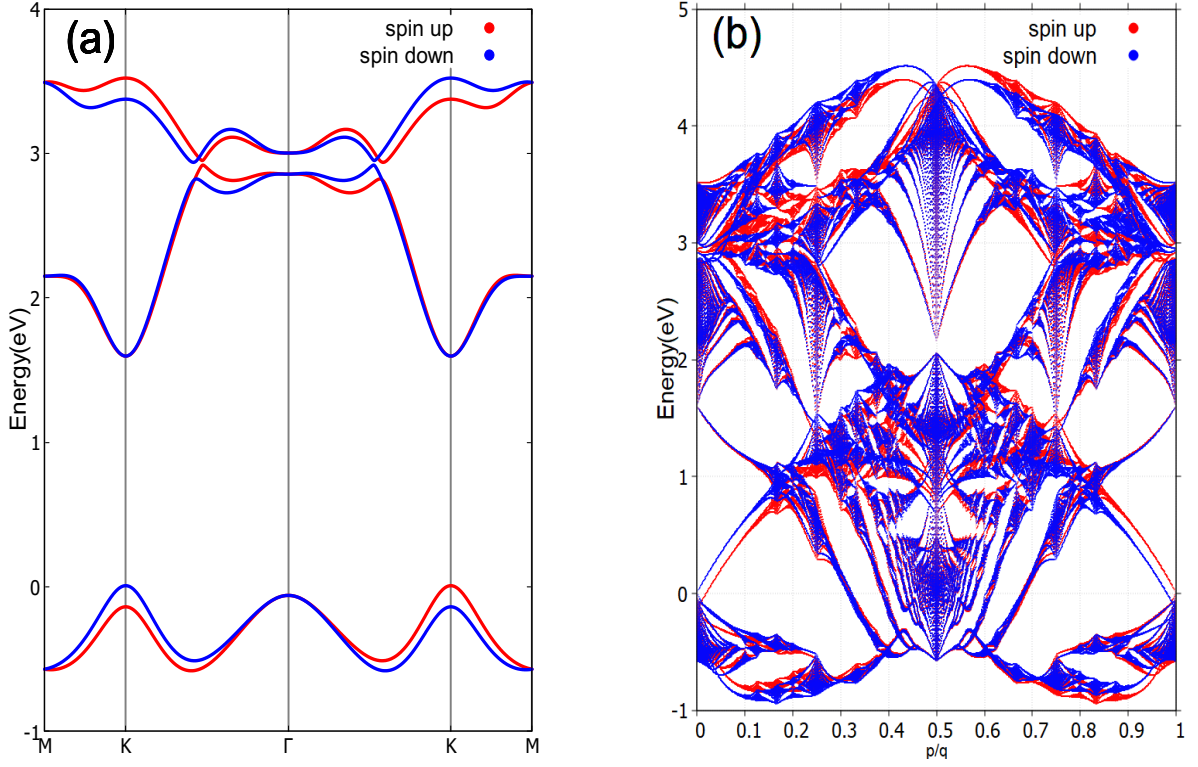 (a)
spin up
spin down
Energy(eV)
4
3
2
1
0
-1
M
K
Γ
K
M
(b)
spin up
spin down
Energy(eV)
5
4
3
2
1
0
-1
0 0.1 0.2 0.3 0.4 0.5 0.6 0.7 0.8 0.9 1
p/q